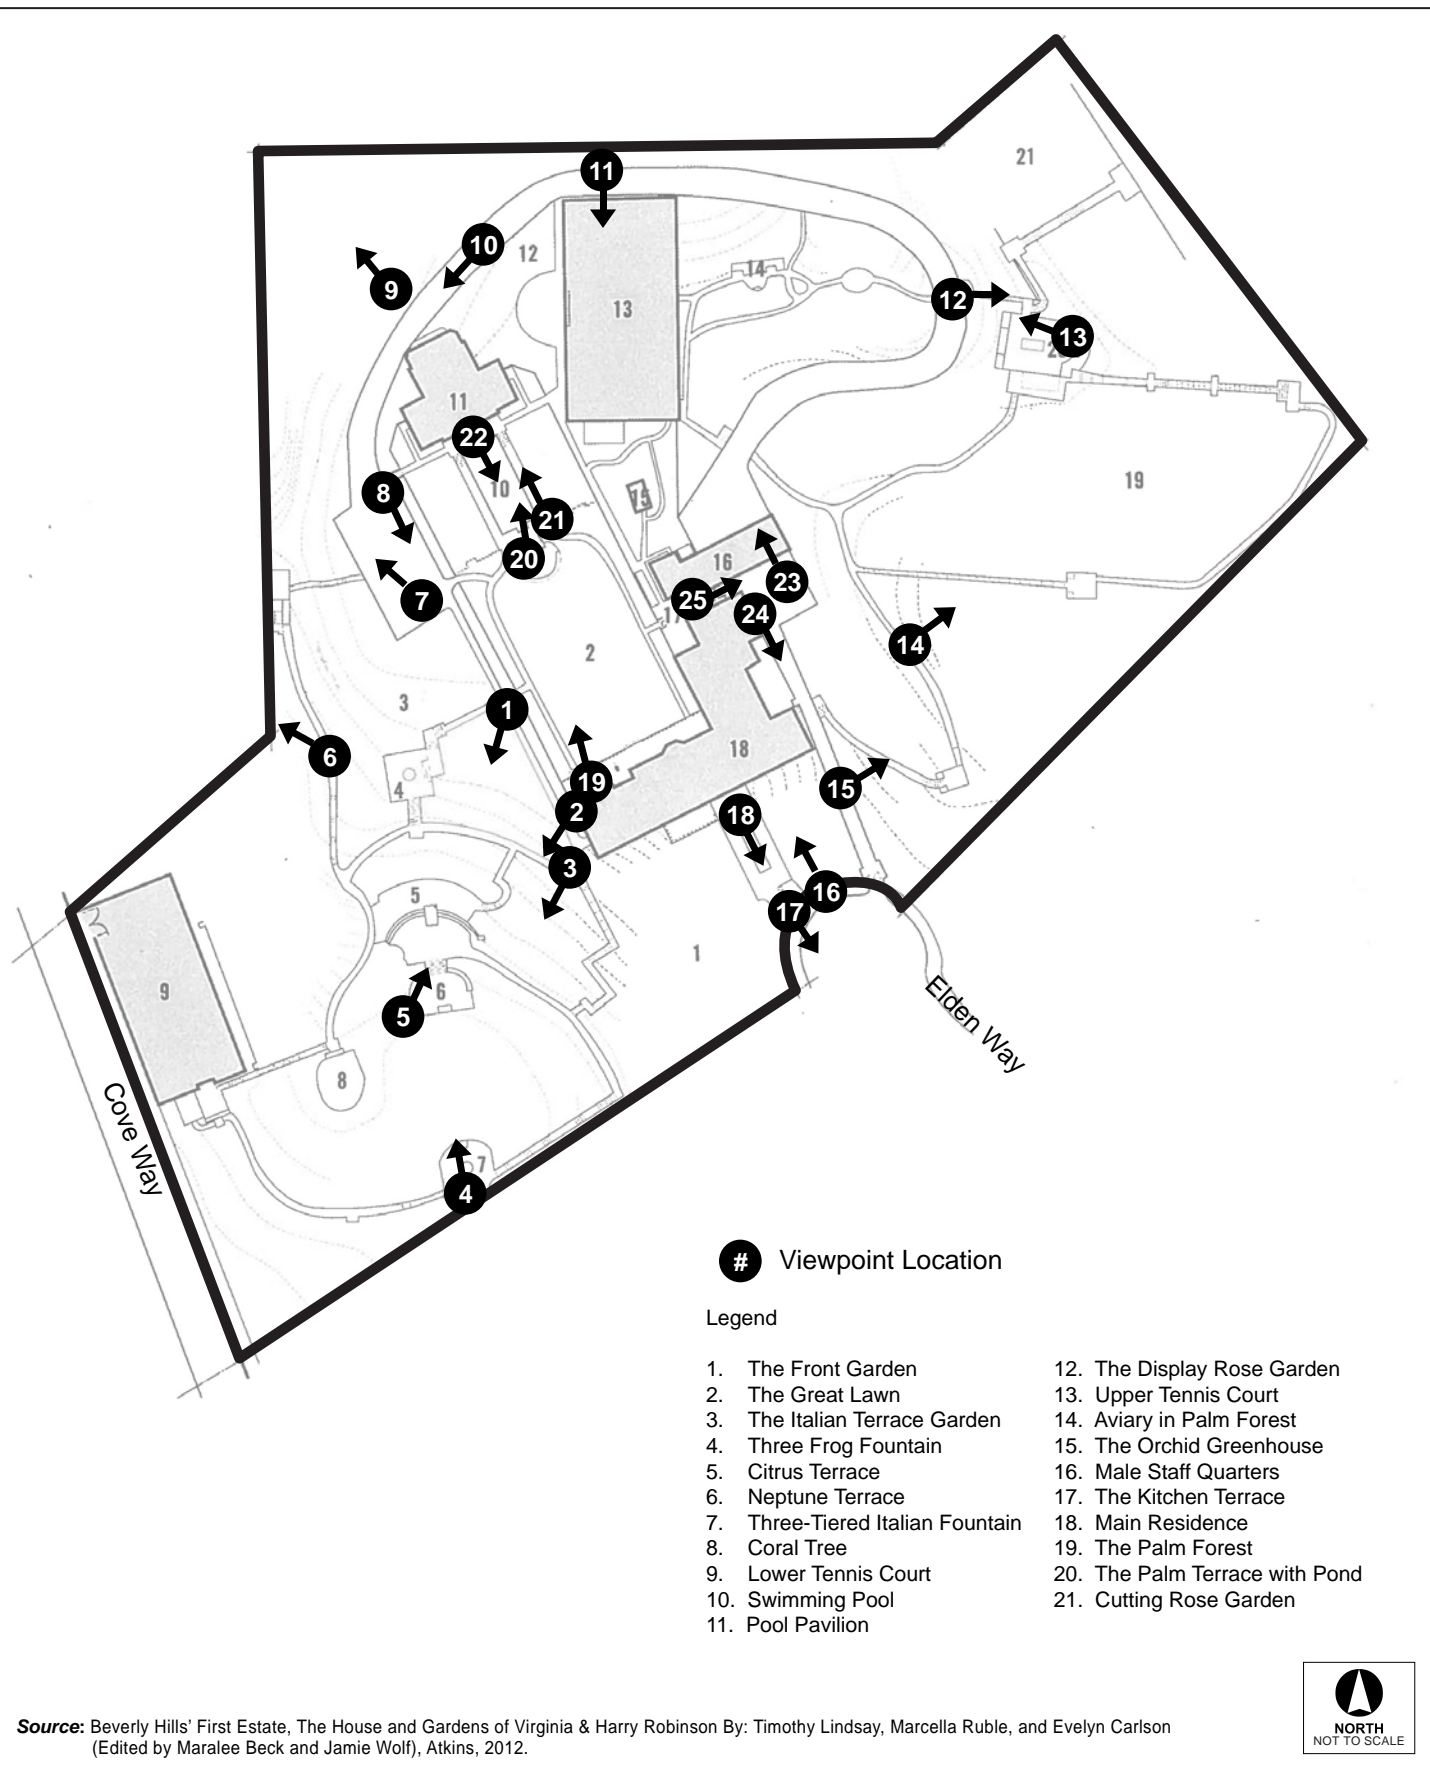 21
11
10
12
9
14
13
12
13
11
22
19
8
10
15
21
20
16
23
7
25
24
17
14
2
3
1
18
6
4
19
15
2
18
3
5
16
17
1
9
6
5
Elden Way
8
Cove Way
7
4
# Viewpoint Location
Legend
1. The Front Garden
2. The Great Lawn
3. The Italian Terrace Garden
4. Three Frog Fountain
5. Citrus Terrace
6. Neptune Terrace
7. Three-Tiered Italian Fountain
8. Coral Tree
9. Lower Tennis Court
10. Swimming Pool
11. Pool Pavilion
12. The Display Rose Garden
13. Upper Tennis Court
14. Aviary in Palm Forest
15. The Orchid Greenhouse
16. Male Staff Quarters
17. The Kitchen Terrace
18. Main Residence
19. The Palm Forest
20. The Palm Terrace with Pond
21. Cutting Rose Garden
NORTH
NOT TO SCALE
Source: Beverly Hills’ First Estate, The House and Gardens of Virginia & Harry Robinson By: Timothy Lindsay, Marcella Ruble, and Evelyn Carlson
(Edited by Maralee Beck and Jamie Wolf), Atkins, 2012.